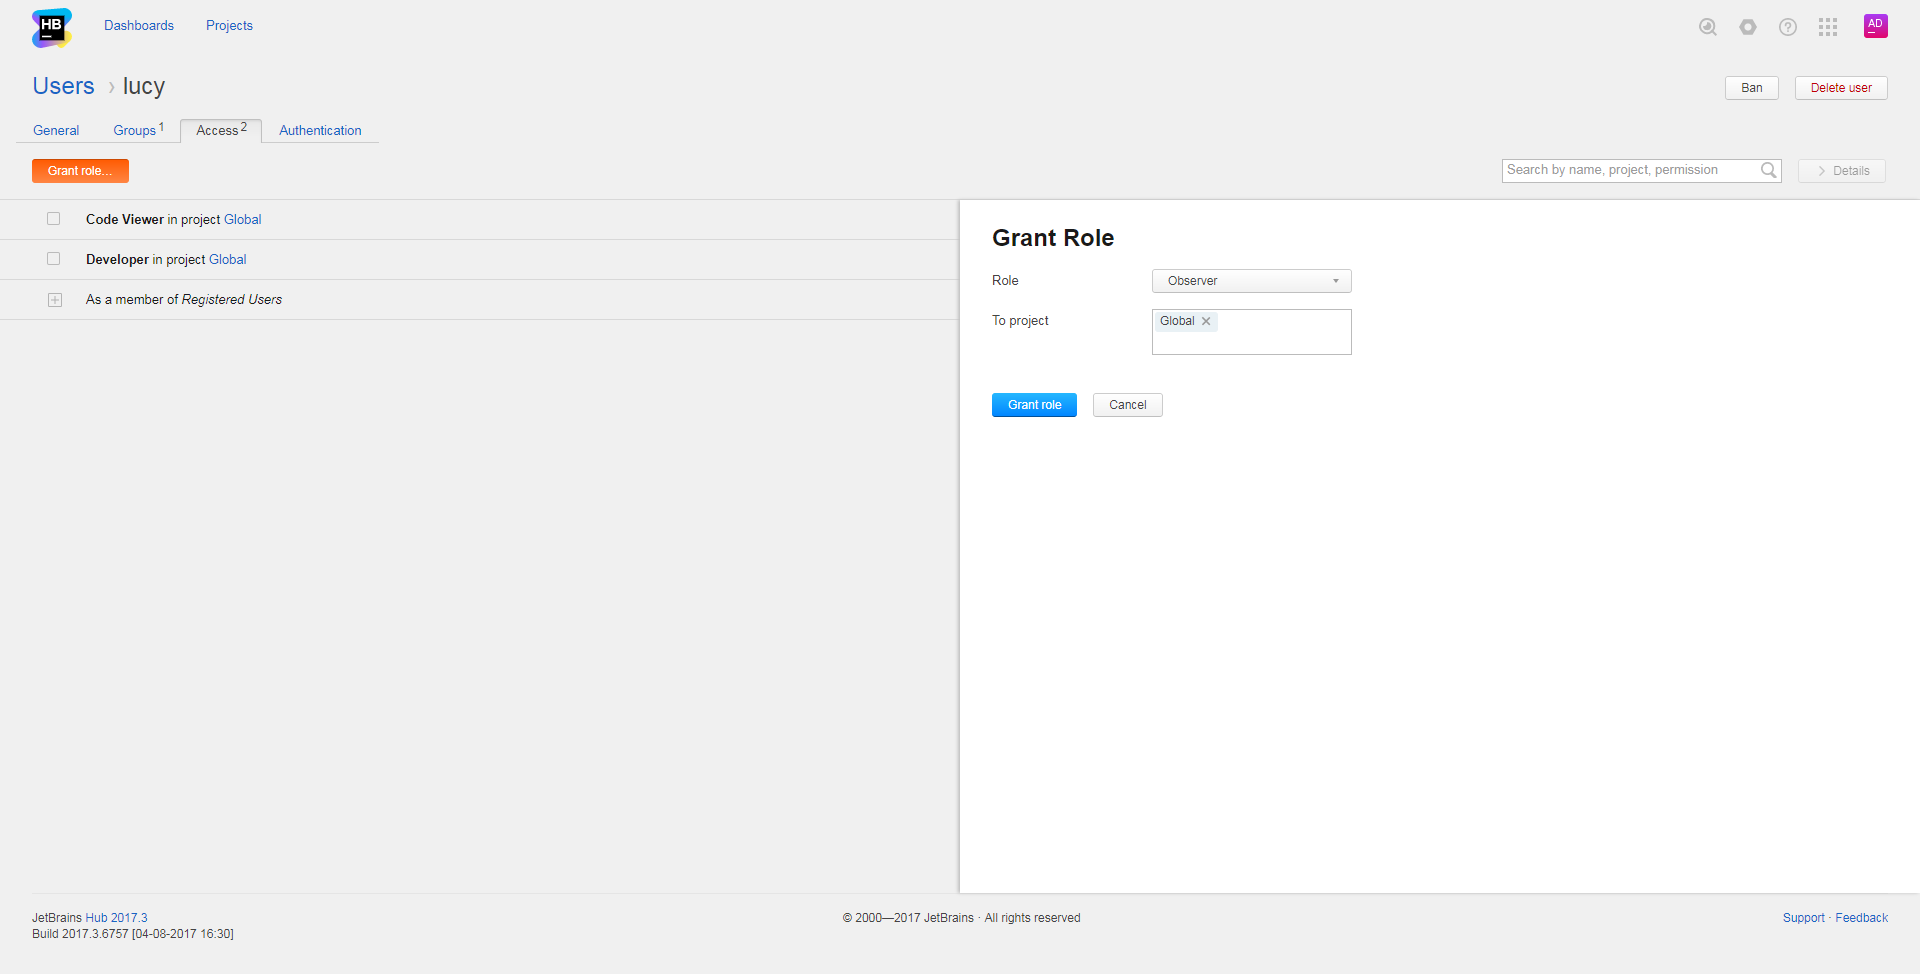 HB
Dashboards
Projects
AD
Users › lucy
Ban
Delete user
General
Groups 1
Access 2
Authentication
Grant role...
Search by name, project, permission
Details
Code Viewer in project Global
Developer in project Global
As a member of Registered Users
Grant Role
Role
Observer
To project
Global
Grant role
Cancel
JetBrains Hub 2017.3
Build 2017.3.6757 [04-08-2017 16:30]
© 2000—2017 JetBrains · All rights reserved
Support · Feedback